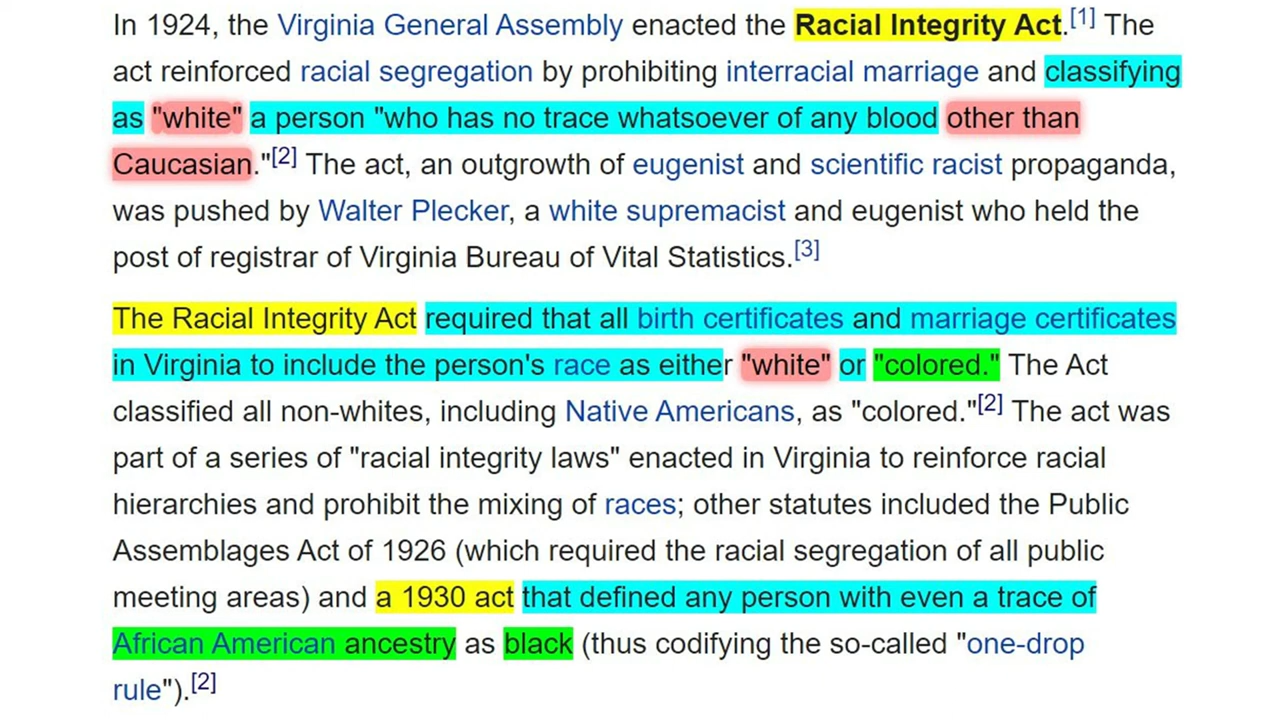 In 1924, the Virginia General Assembly enacted the Racial Integrity Act.[1] The
act reinforced racial segregation by prohibiting interracial marriage and classifying
as "white" a person "who has no trace whatsoever of any blood other than
Caucasian."[2] The act, an outgrowth of eugenist and scientific racist propaganda,
was pushed by Walter Plecker, a white supremacist and eugenist who held the
post of registrar of Virginia Bureau of Vital Statistics.[3]
The Racial Integrity Act required that all birth certificates and marriage certificates
in Virginia to include the person's race as either "white" or "colored." The Act
classified all non-whites, including Native Americans, as "colored."[2] The act was
part of a series of "racial integrity laws" enacted in Virginia to reinforce racial
hierarchies and prohibit the mixing of races; other statutes included the Public
Assemblages Act of 1926 (which required the racial segregation of all public
meeting areas) and a 1930 act that defined any person with even a trace of
African American ancestry as black (thus codifying the so-called "one-drop
rule").[2]